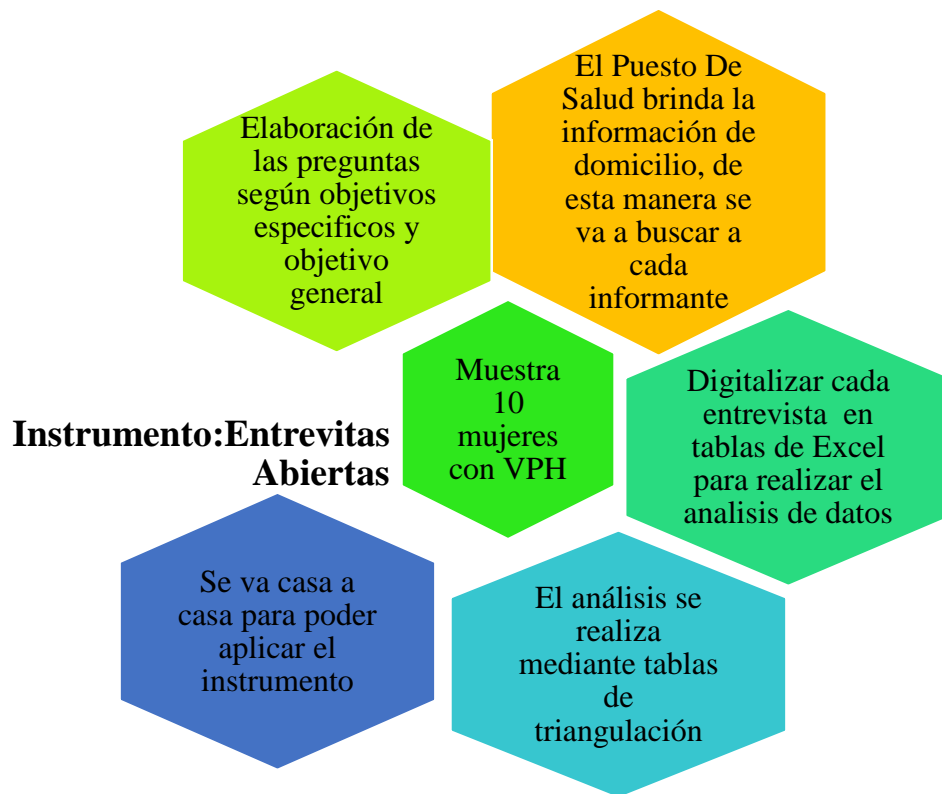 Elaboración de
las preguntas
según objetivos
especificos y
objetivo
general
El Puesto De
Salud brinda la
información de
domicilio, de
esta manera se
va a buscar a
cada
informante
Muestra
10
mujeres
con VPH
Instrumento:Entrevitas
Abiertas
Digitalizar cada
entrevista en
tablas de Excel
para realizar el
analisis de datos
Se va casa a
casa para poder
aplicar el
instrumento
El análisis se
realiza
mediante tablas
de
triangulación